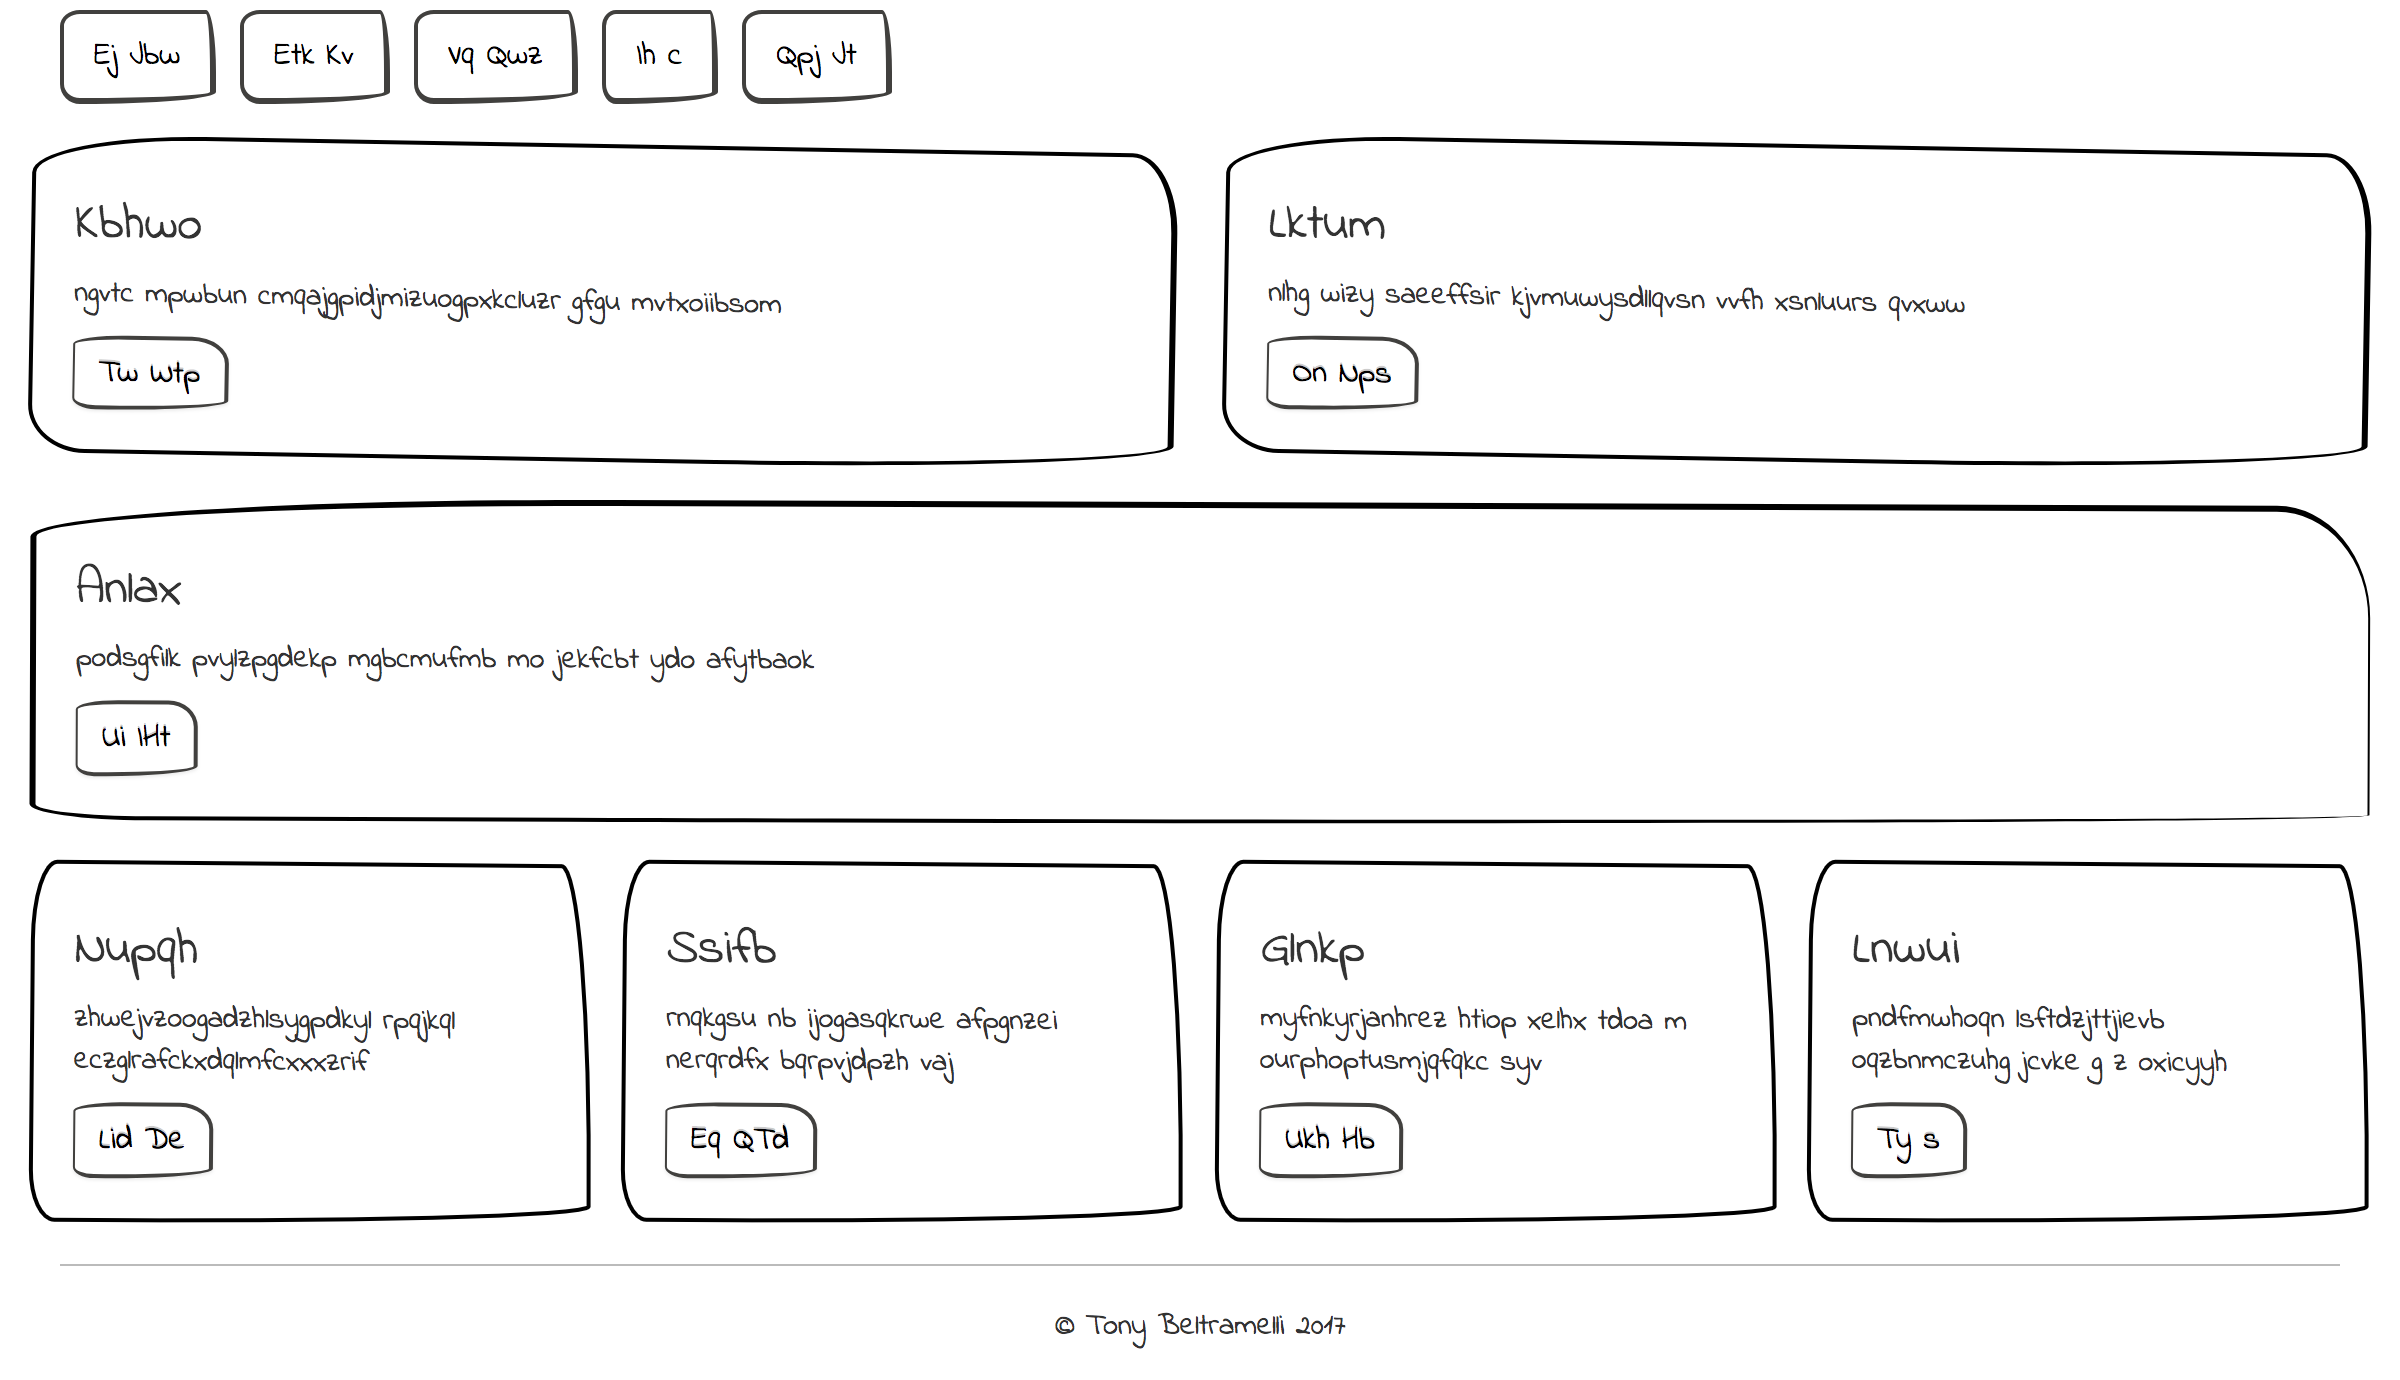 Ej Jbw
Etk Kv
Vq Qwz
Ih c
Qpj Jt
Kbhwo
ngvtc mpwbun cmqajgpidjmizuogpxkcluzr gfgu mvtxoiibsom
Tw Wtp
Lktum
nlhg wizy saeeffsir kjvmuwysdllqvsn vvfh xsnluurs qvxww
On Nps
Anlax
podsgfilk pvylzpgdekp mgbcmufmb mo jekfcbt ydo afytbaok
Ui IHt
Nupqh
zhwejvzoogadzhlsygpdkyl rpqjkql
eczglrafckxdqlmfcxxxzrif
Lid De
Ssifb
rnqkgsu nb ijogasqkrwe afpgnzei
nerqrdfx bqrpvjdpzh vaj
Eq QTd
Glnkp
myfnkyrjanhrez htiop xelhx tdoa m
ourphoptusmjqfqkc syv
Ukh Hb
Lnwui
pndfmwhoqn lsftdzjttjievb
oqzbnmczuhg jcvke g z oxicyyh
Ty s
© Tony Beltramelli 2017